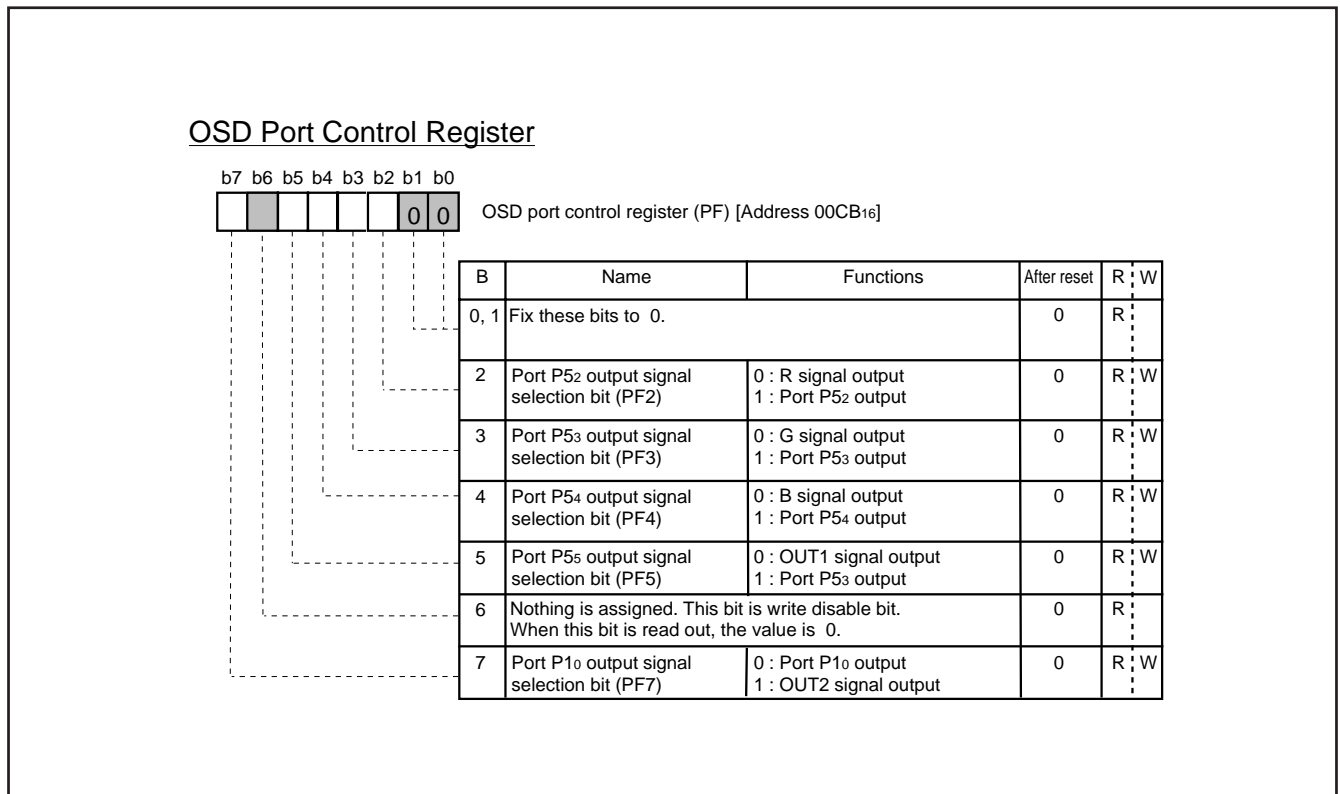 OSD Port Control Register
b7 b6 b5 b4 b3 b2 b1 b0
0 0
OSD port control register (PF) [Address 00CB16]
B Name Functions After reset R W
0, 1 Fix these bits to 0. 0 R
2 Port P52 output signal 0 : R signal output 0 R W
selection bit (PF2) 1 : Port P52 output
3 Port P53 output signal 0 : G signal output 0 R W
selection bit (PF3) 1 : Port P53 output
4 Port P54 output signal 0 : B signal output 0 R W
selection bit (PF4) 1 : Port P54 output
5 Port P55 output signal 0 : OUT1 signal output 0 R W
selection bit (PF5) 1 : Port P53 output
6 Nothing is assigned. This bit is write disable bit. 0 R
When this bit is read out, the value is 0.
7 Port P10 output signal 0 : Port P10 output 0 R W
selection bit (PF7) 1 : OUT2 signal output